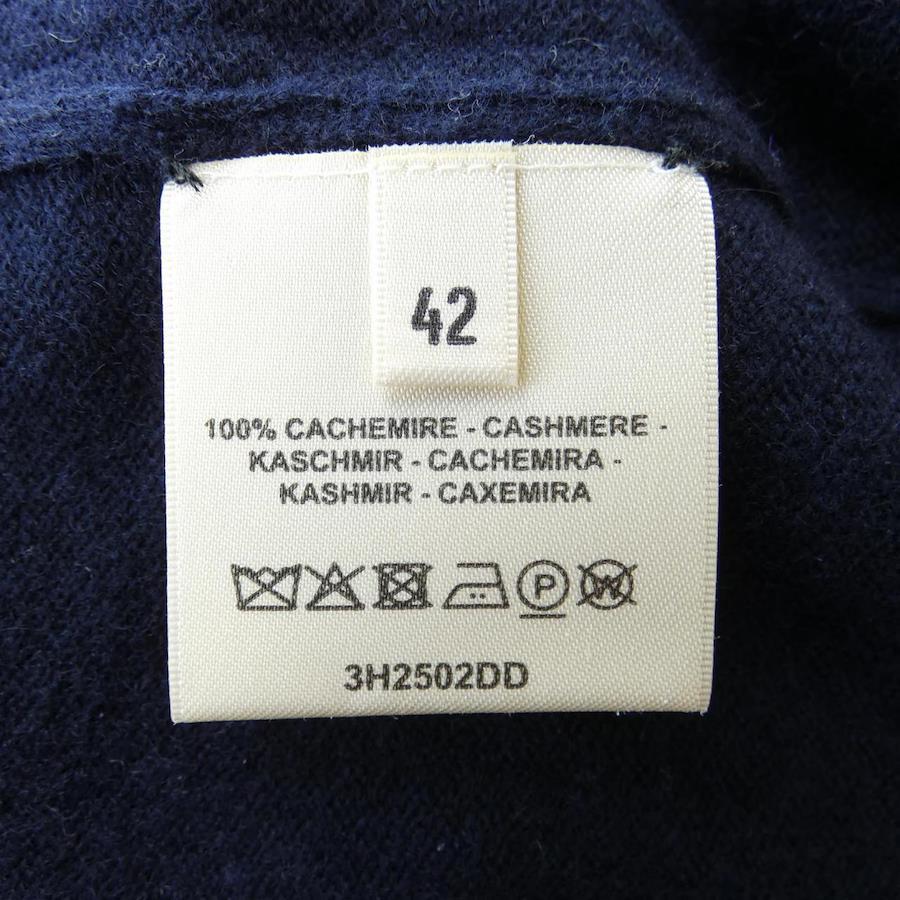 42
100% CACHEMIRE - CASHMERE -
KASCHMIR - CACHEMIRA -
KASHMIR - CAXEMIRA
P W
3H2502DD